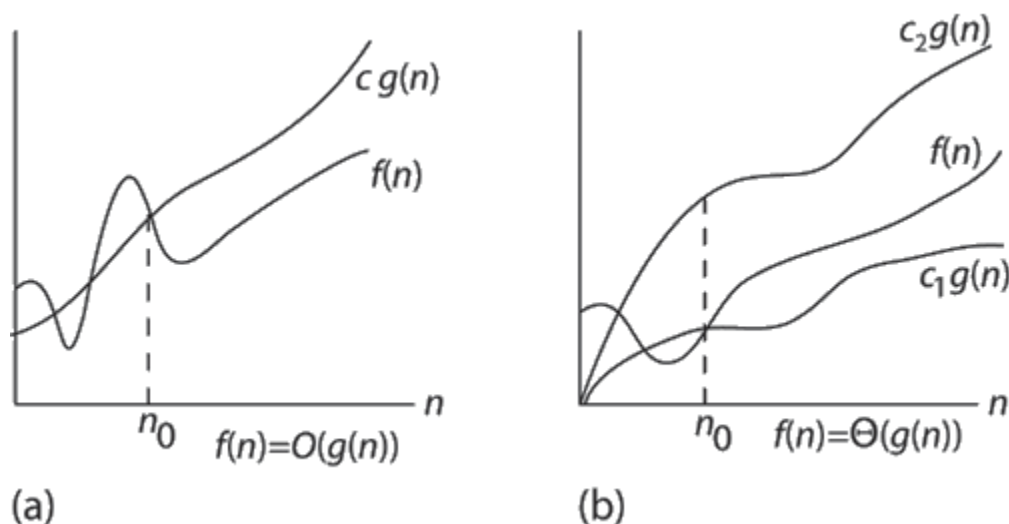 c g(n)
f(n)
n
n₀
f(n)=O(g(n))
(a)
c₂g(n)
f(n)
c₁g(n)
n
n₀
f(n)=Θ(g(n))
(b)